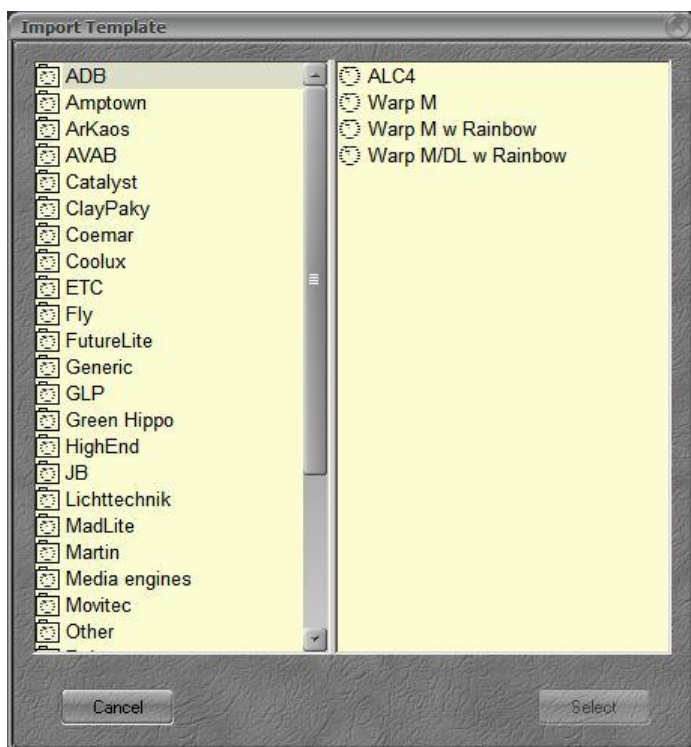 Import Template
ADB
Amptown
ArKaos
AVAB
Catalyst
ClayPaky
Coemar
Coolux
ETC
Fly
FutureLite
Generic
GLP
Green Hippo
HighEnd
JB
Lichttechnik
MadLite
Martin
Media engines
Movitec
Other
ALC4
Warp M
Warp M w Rainbow
Warp M/DL w Rainbow
Cancel
Select